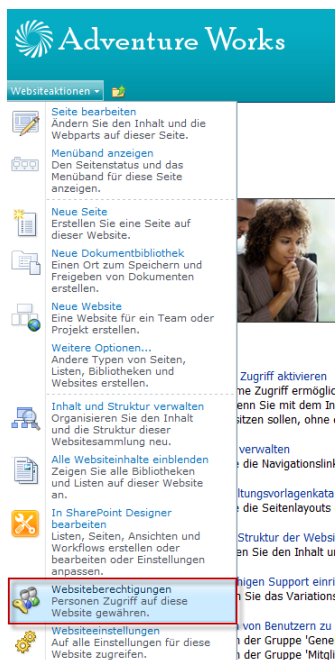 Adventure Works
Websiteaktionen
Seite bearbeiten
Ändern Sie den Inhalt und die
Webparts auf dieser Seite.
Menüband anzeigen
Den Seitenstatus und das
Menüband für diese Seite
anzeigen.
Neue Seite
Erstellen Sie eine Seite auf
dieser Website.
Neue Dokumentbibliothek
Einen Ort zum Speichern und
Freigeben von Dokumenten
erstellen.
Neue Website
Eine Website für ein Team oder
Projekt erstellen.
Weitere Optionen...
Andere Typen von Seiten,
Listen, Bibliotheken und
Websites erstellen.
Inhalt und Struktur verwalten
Organisieren Sie den Inhalt
und die Struktur dieser
Websitesammlung neu.
Alle Websiteinhalte einblenden
Zeigen Sie alle Bibliotheken
und Listen auf dieser Website
an.
In SharePoint Designer
bearbeiten
Listen, Seiten, Ansichten und
Workflows erstellen oder
bearbeiten oder Einstellungen
anpassen.
Websiteberechtigungen
Personen Zugriff auf diese
Website gewähren.
Websiteeinstellungen
Auf alle Einstellungen für diese
Website zugreifen.
Zugriff aktivieren
me Zugriff ermöglic
enn Sie mit dem In
sitzen sollen, ohne
verwalten
die Navigationslink
ltungsvorlagenkata
die Seitenlayouts
Struktur der Websi
en Sie den Inhalt u
higen Support einri
Sie das Variations
von Benutzern zu
der Gruppe 'Gene
der Gruppe 'Mitgli